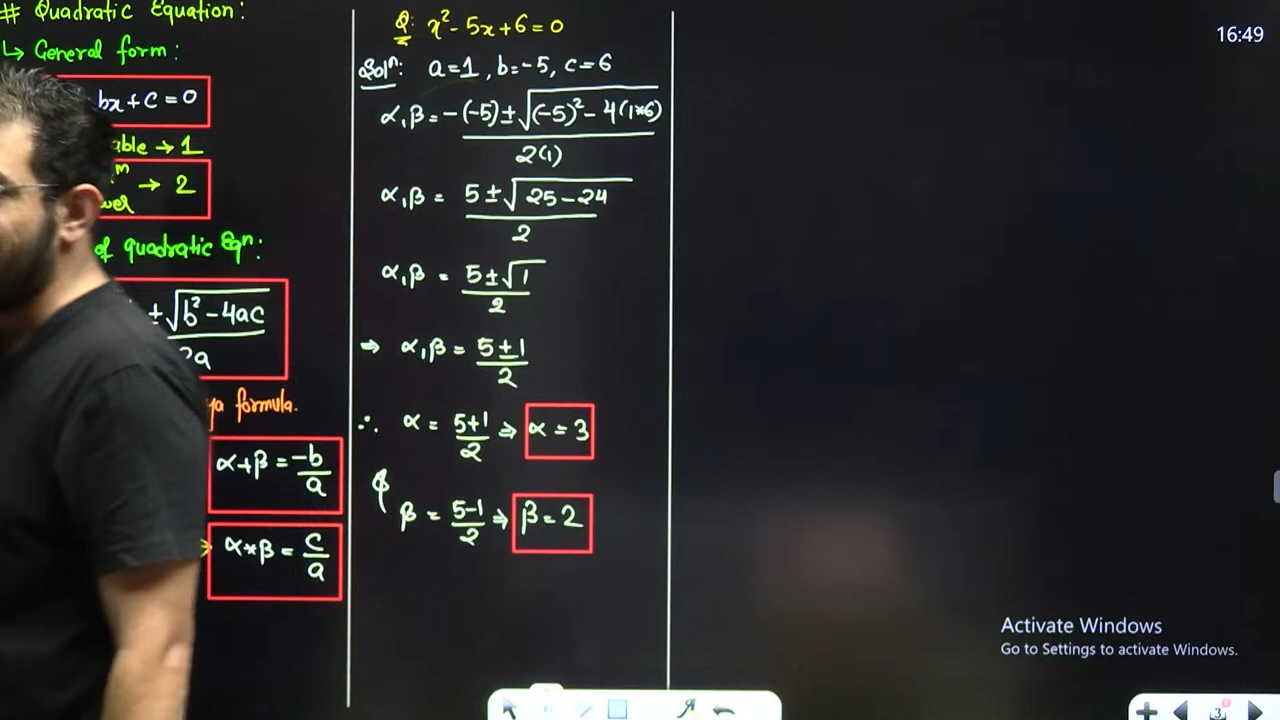 # Quadratic Equation:
↳ General form:
bx+c=0
able → 1
m → 2
wer
of quadratic Eqn:
±√b²-4ac
2a
ya formula.
α+β = -b/a
α*β = c/a
Q: x²-5x+6=0
Solⁿ: a=1, b=-5, c=6
α,β = -(-5)±√(-5)²-4(1*6)
2(1)
α,β = 5±√25-24
2
α,β = 5±√1
2
⇒ α,β = 5±1
2
∴ α = 5+1/2 ⇒ α = 3
& β = 5-1/2 ⇒ β = 2
16:49
Activate Windows
Go to Settings to activate Windows.
3